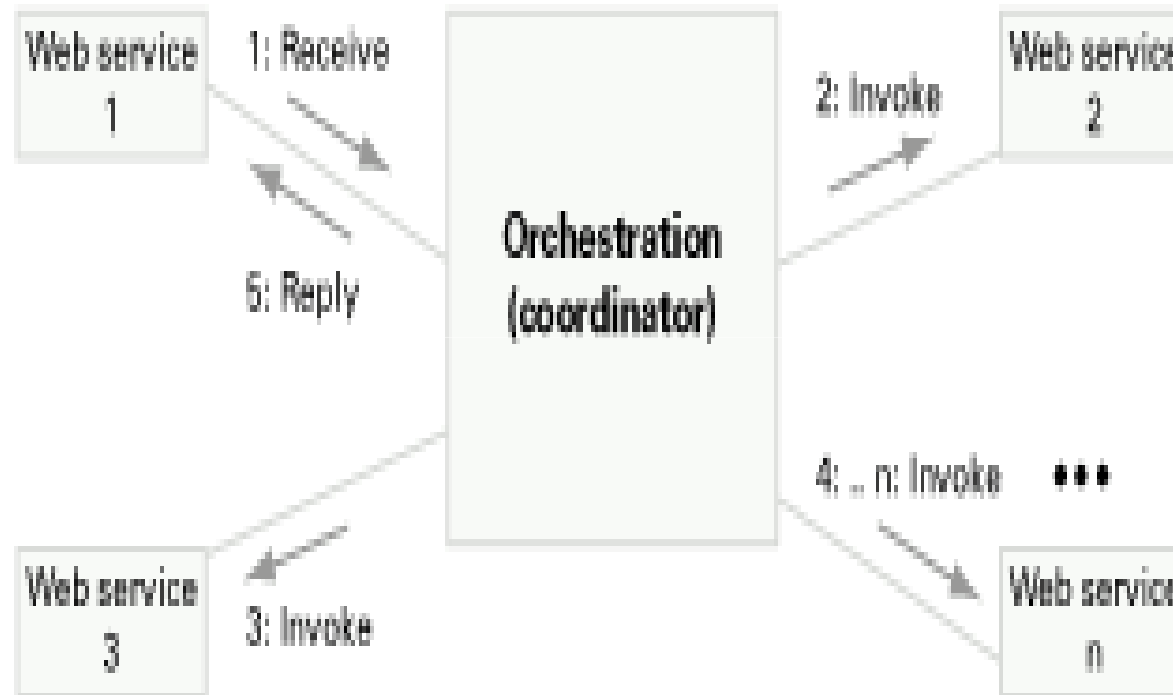 Web service
1
1: Receive
5: Reply
Orchestration
(coordinator)
2: Invoke
Web service
2
Web service
3
3: Invoke
4: .. n: Invoke
•••
Web service
n